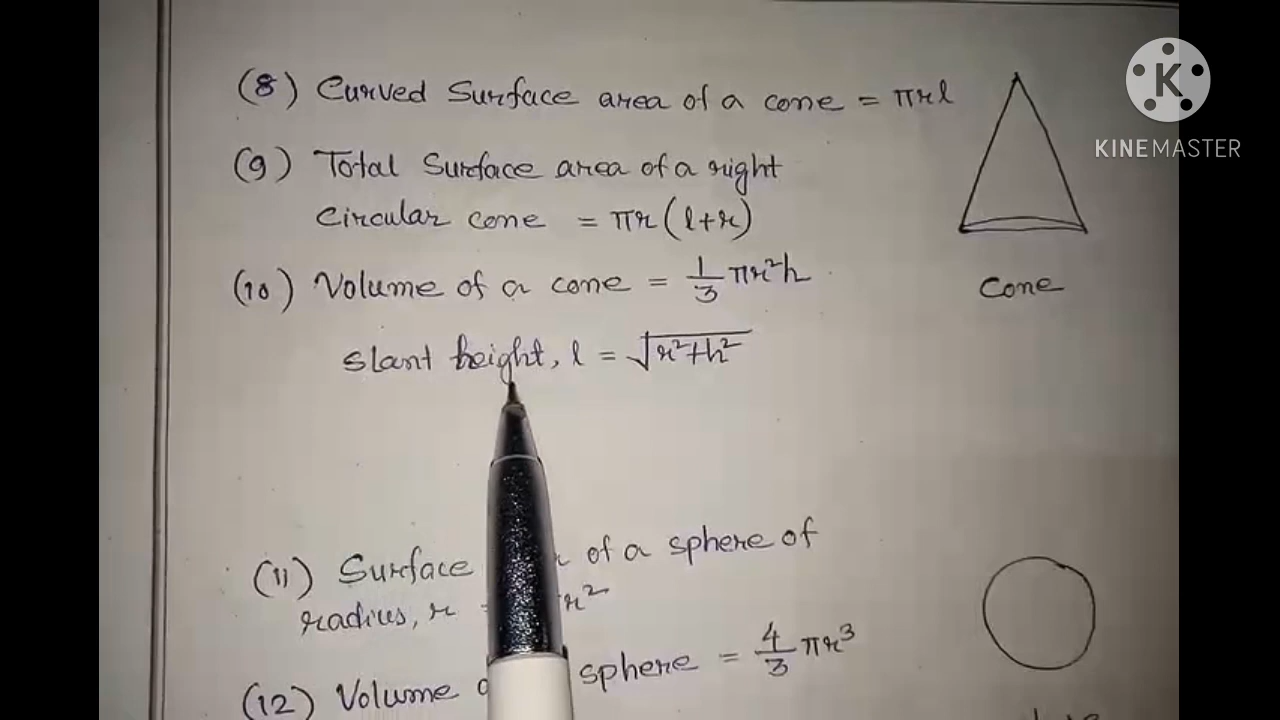 (8) Curved Surface area of a cone = πrl
(9) Total Surface area of a right
circular cone = πr(l+r)
(10) Volume of a cone = 1/3 πr²h
Slant height, l = √r²+h²
Cone
(11) Surface of a sphere of
radius, r r²
(12) Volume sphere = 4/3 πr³
K
KINEMASTER